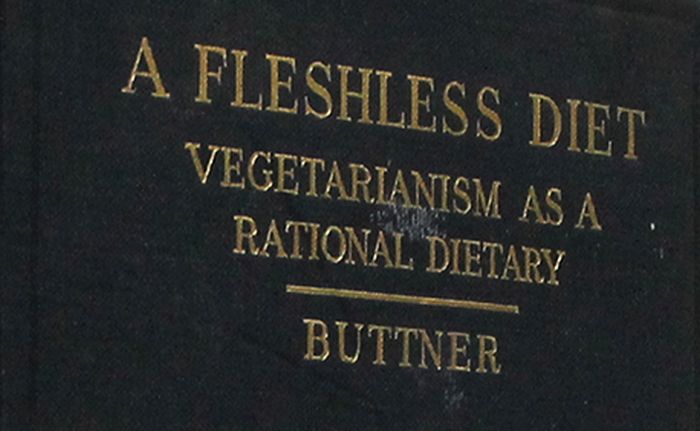 A FLESHLESS DIET
VEGETARIANISM AS A
RATIONAL DIETARY
BUTTNER